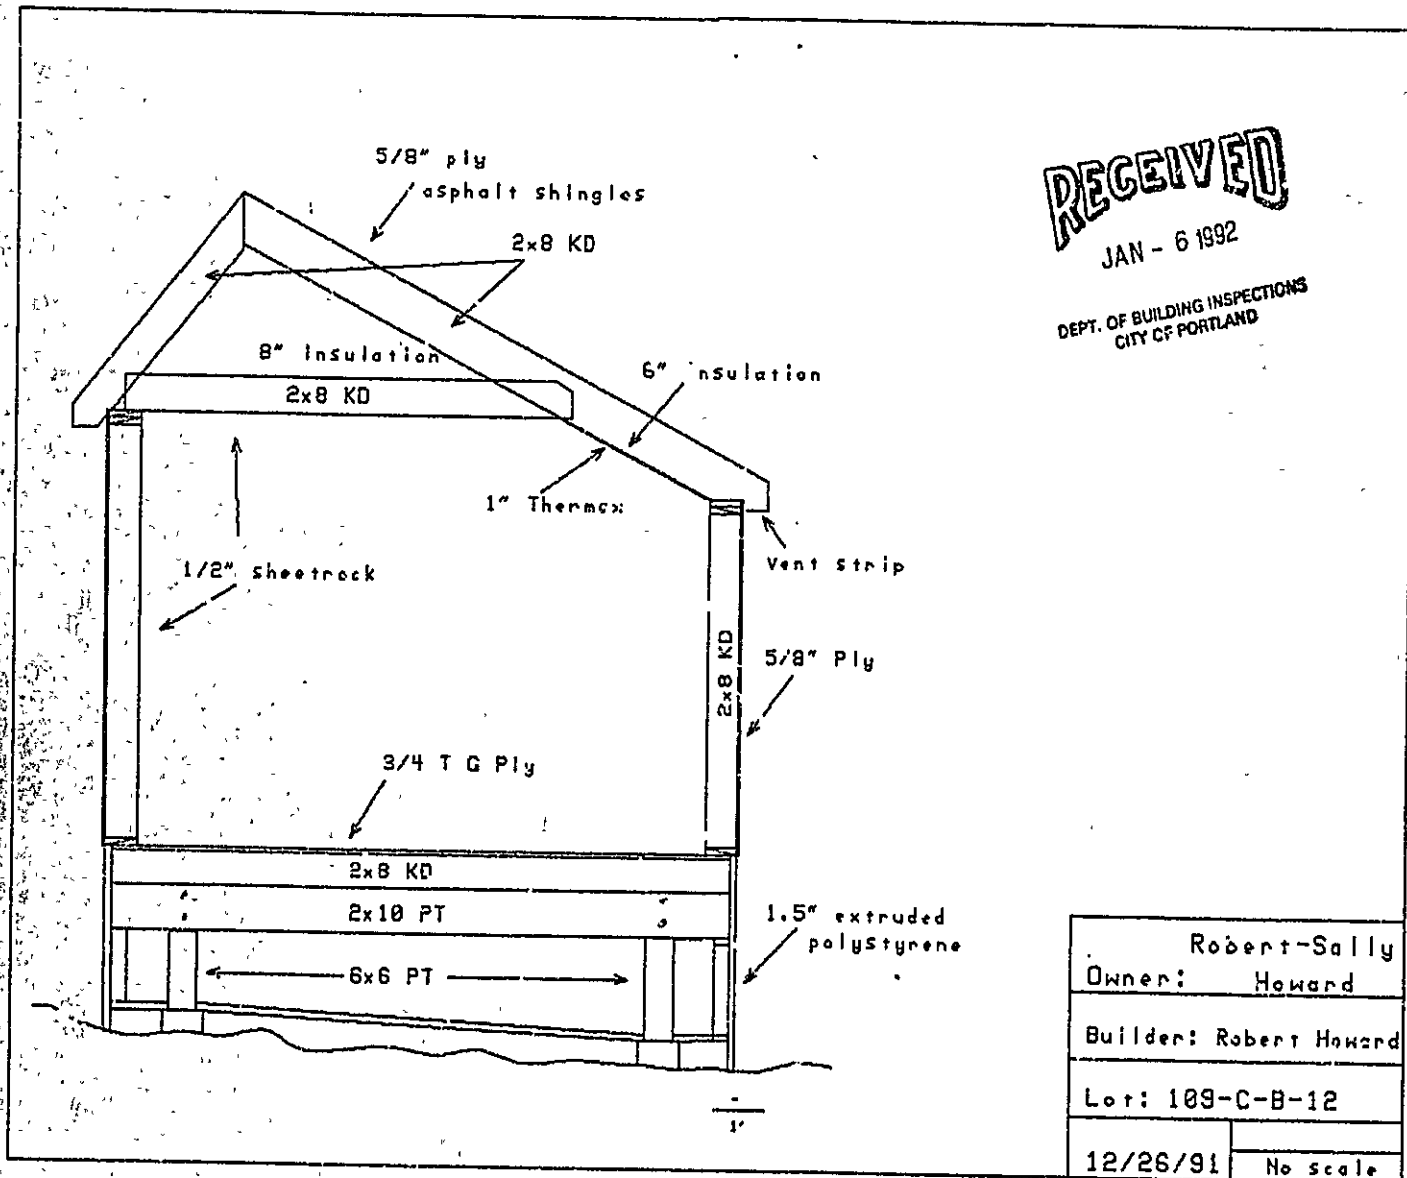 5/8" ply
asphalt shingles
2x8 KD
RECEIVED
JAN - 6 1992
DEPT. OF BUILDING INSPECTIONS
CITY OF PORTLAND
8" Insulation
2x8 KD
6" nsulation
1" Thermax
Vent Strip
1/2" Sheetrock
2x8 KD
5/8" Ply
3/4 T G Ply
2x8 KD
2x10 PT
6x6 PT
1.5" extruded
polystyrene
1'
Robert-Sally
Owner: Howard
Builder: Robert Howard
Lot: 109-C-B-12
12/26/91
No scale